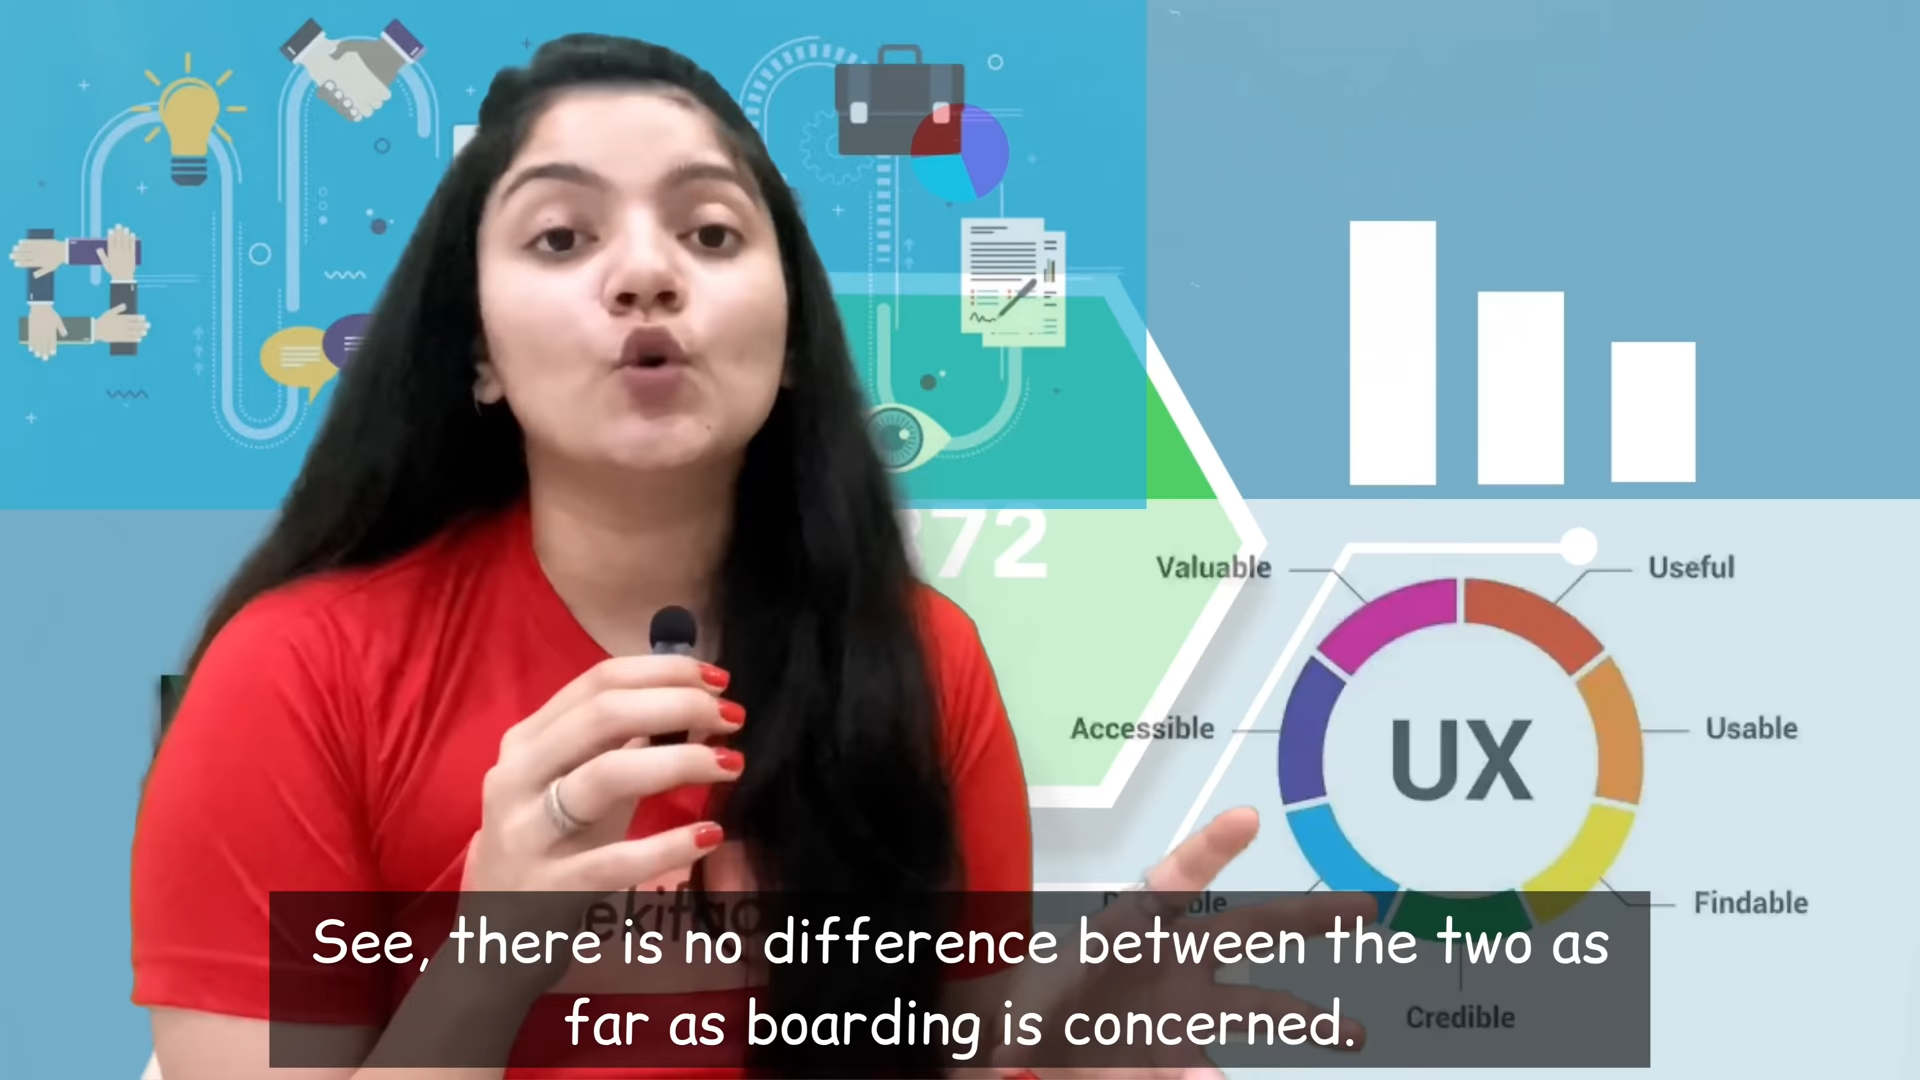 372
Valuable
Useful
Accessible
UX
Usable
Findable
See, there is no difference between the two as
far as boarding is concerned.
Credible